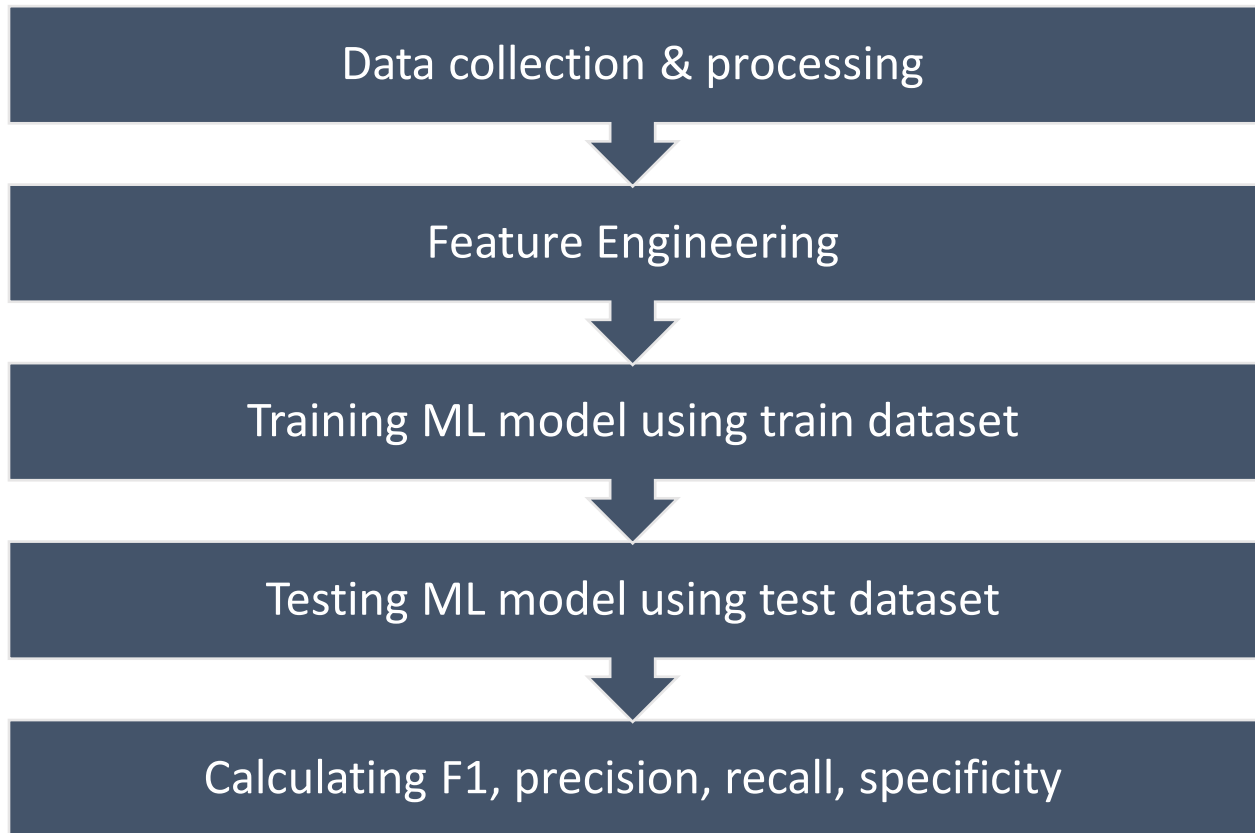 Data collection & processing
Feature Engineering
Training ML model using train dataset
Testing ML model using test dataset
Calculating F1, precision, recall, specificity